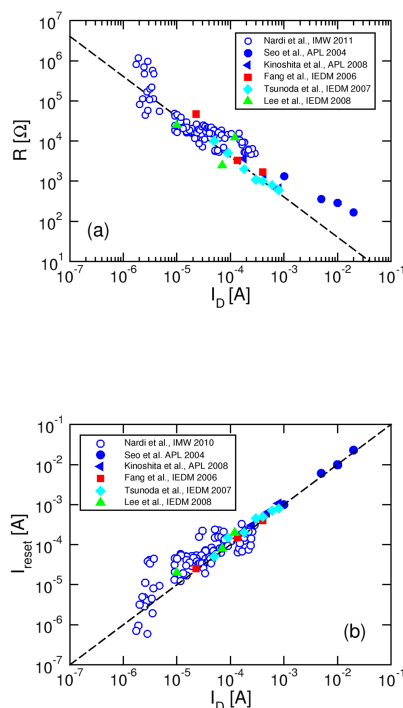 10^7
10^6
10^5
10^4
10^3
10^2
10^1
R [Ω]
Nardi et al., IMW 2011
Seo et al., APL 2004
Kinoshita et al., APL 2008
Fang et al., IEDM 2006
Tsunoda et al., IEDM 2007
Lee et al., IEDM 2008
(a)
10^-7 10^-6 10^-5 10^-4 10^-3 10^-2 10^-1
I_D [A]
10^-1
10^-2
10^-3
10^-4
10^-5
10^-6
10^-7
I_reset [A]
Nardi et al., IMW 2010
Seo et al. APL 2004
Kinoshita et al., APL 2008
Fang et al., IEDM 2006
Tsunoda et al., IEDM 2007
Lee et al., IEDM 2008
(b)
10^-7 10^-6 10^-5 10^-4 10^-3 10^-2 10^-1
I_D [A]